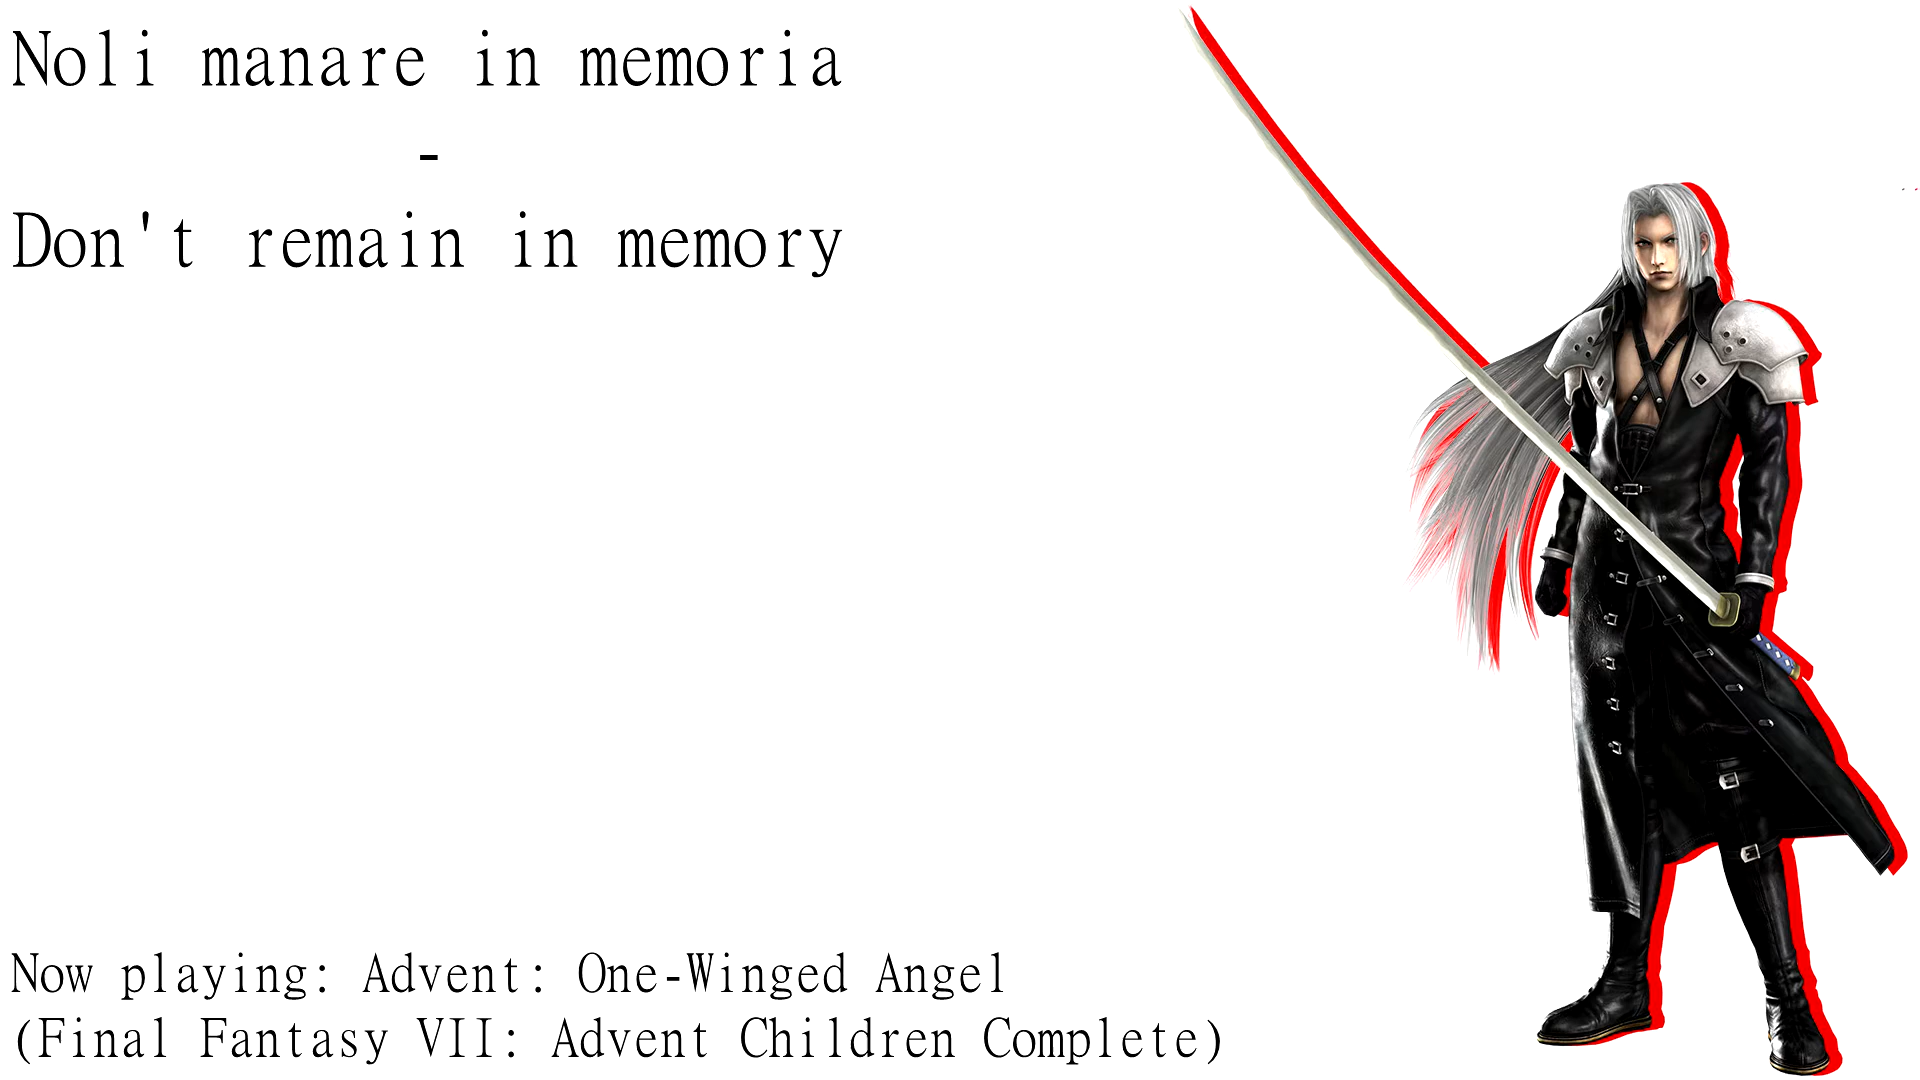 Noli manare in memoria
-
Don't remain in memory
Now playing: Advent: One-Winged Angel
(Final Fantasy VII: Advent Children Complete)